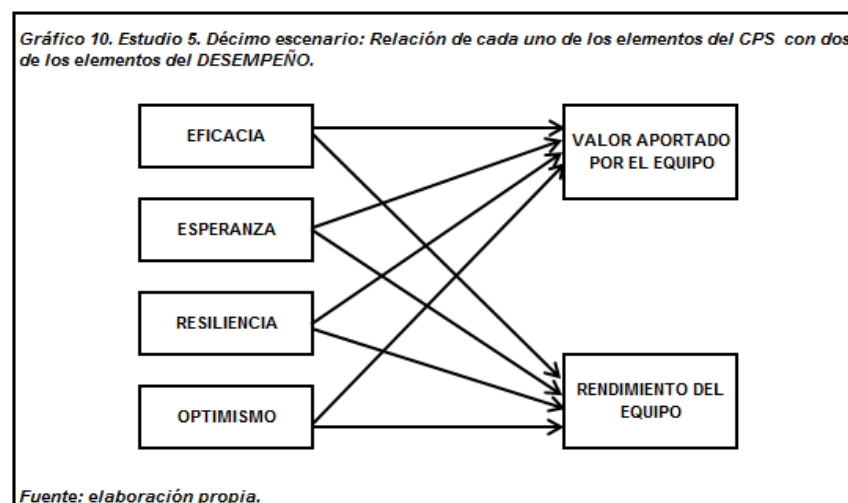 Gráfico 10. Estudio 5. Décimo escenario: Relación de cada uno de los elementos del CPS con dos
de los elementos del DESEMPEÑO.
EFICACIA
ESPERANZA
RESILIENCIA
OPTIMISMO
VALOR APORTADO
POR EL EQUIPO
RENDIMIENTO DEL
EQUIPO
Fuente: elaboración propia.